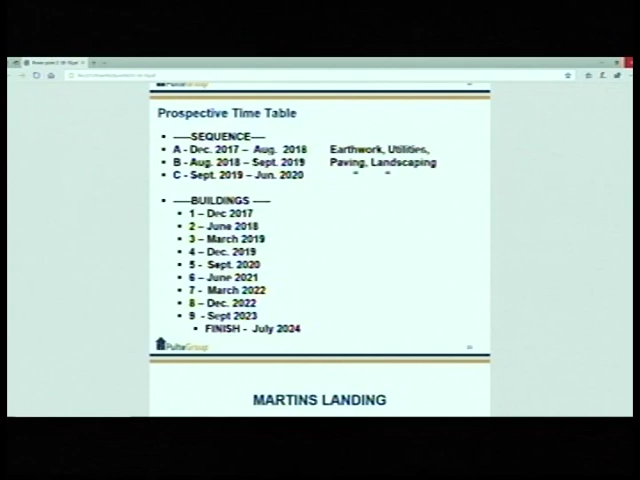 PulteGroup
Prospective Time Table
-----SEQUENCE-----
A - Dec. 2017 – Aug. 2018 Earthwork, Utilities,
B - Aug. 2018 – Sept. 2019 Paving, Landscaping
C - Sept. 2019 – Jun. 2020 " "
-----BUILDINGS -----
1 – Dec 2017
2 – June 2018
3 – March 2019
4 – Dec. 2019
5 - Sept. 2020
6 – June 2021
7 - March 2022
8 – Dec. 2022
9 - Sept 2023
FINISH - July 2024
PulteGroup
MARTINS LANDING